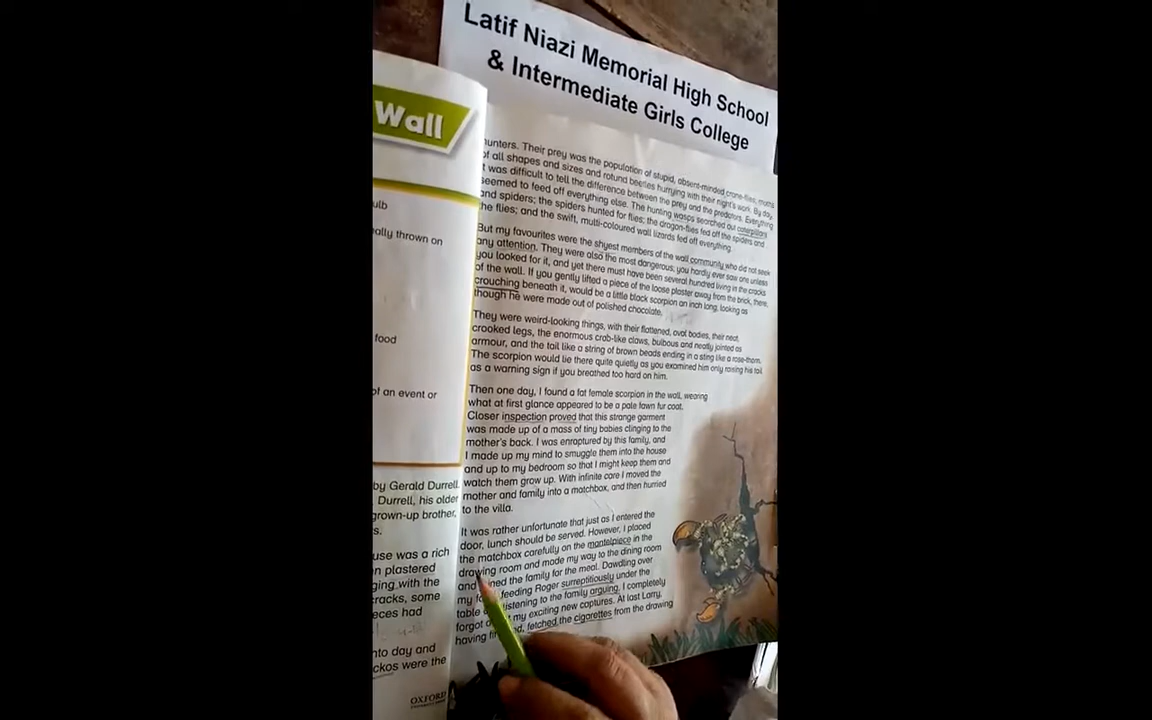 Latif Niazi Memorial High School
& Intermediate Girls College
Wall
ulb
ally thrown on
food
of an event or
by Gerald Durrell.
Durrell, his older
grown-up brother,
s.
use was a rich
n plastered
ging with the
racks, some
eces had
nto day and
ckos were the
OXFORD
hunters. Their prey was the population of stupid, absent-minded crane-flies, moths
of all shapes and sizes and rotund beetles hurrying with their night's work. By day
it was difficult to tell the difference between the prey and the predators. Everything
seemed to feed off everything else. The hunting wasps searched out caterpillars
and spiders; the spiders hunted for flies; the dragon-flies fed off the spiders and
the flies; and the swift, multi-coloured wall lizards fed off everything.
But my favourites were the shyest members of the wall community who did not seek
any attention. They were also the most dangerous; you hardly ever saw one unless
you looked for it, and yet there must have been several hundred living in the cracks
of the wall. If you gently lifted a piece of the loose plaster away from the brick, there,
crouching beneath it, would be a little black scorpion an inch long, looking as
though he were made out of polished chocolate.
They were weird-looking things, with their flattened, oval bodies, their neat,
crooked legs, the enormous crab-like claws, bulbous and neatly jointed as
armour, and the tail like a string of brown beads ending in a sting like a rose-thorn.
The scorpion would lie there quite quietly as you examined him only raising his tail
as a warning sign if you breathed too hard on him.
Then one day, I found a fat female scorpion in the wall, wearing
what at first glance appeared to be a pale fawn fur coat.
Closer inspection proved that this strange garment
was made up of a mass of tiny babies clinging to the
mother's back. I was enraptured by this family, and
I made up my mind to smuggle them into the house
and up to my bedroom so that I might keep them and
watch them grow up. With infinite care I moved the
mother and family into a matchbox, and then hurried
to the villa.
It was rather unfortunate that just as I entered the
door, lunch should be served. However, I placed
the matchbox carefully on the mantelpiece in the
drawing room and made my way to the dining room
and joined the family for the meal. Dawdling over
my feeding Roger surreptitiously under the
table listening to the family arguing, I completely
forgot my exciting new captures. At last Larry,
having fetched the cigarettes from the drawing